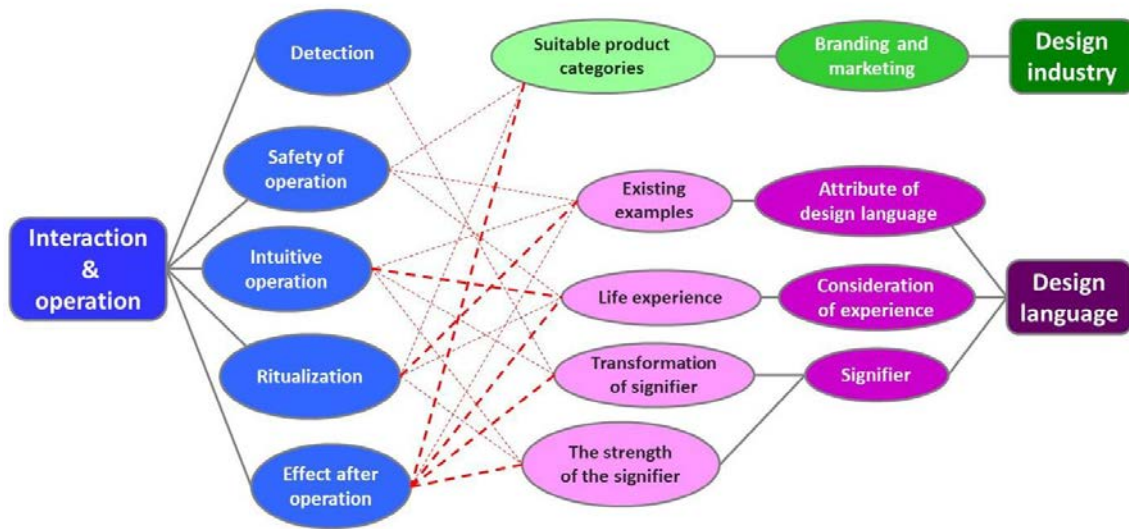 Interaction
&
operation
Detection
Safety of
operation
Intuitive
operation
Ritualization
Effect after
operation
Suitable product
categories
Existing
examples
Life experience
Transformation
of signifier
The strength
of the signifier
Branding and
marketing
Attribute of
design language
Consideration
of experience
Signifier
Design
industry
Design
language